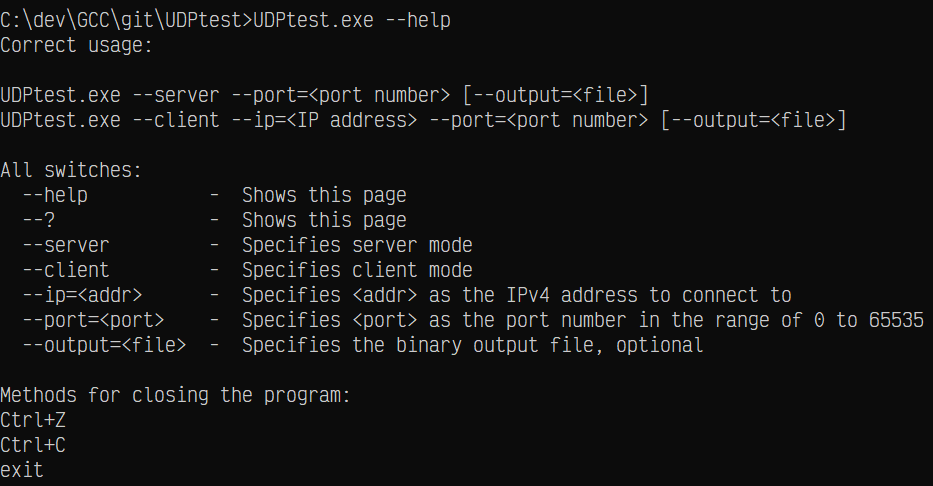 C:\dev\GCC\git\UDPtest>UDPtest.exe --help
Correct usage:

UDPtest.exe --server --port=<port number> [--output=<file>]
UDPtest.exe --client --ip=<IP address> --port=<port number> [--output=<file>]

All switches:
  --help           -  Shows this page
  --?              -  Shows this page
  --server         -  Specifies server mode
  --client         -  Specifies client mode
  --ip=<addr>      -  Specifies <addr> as the IPv4 address to connect to
  --port=<port>    -  Specifies <port> as the port number in the range of 0 to 65535
  --output=<file>  -  Specifies the binary output file, optional

Methods for closing the program:
Ctrl+Z
Ctrl+C
exit